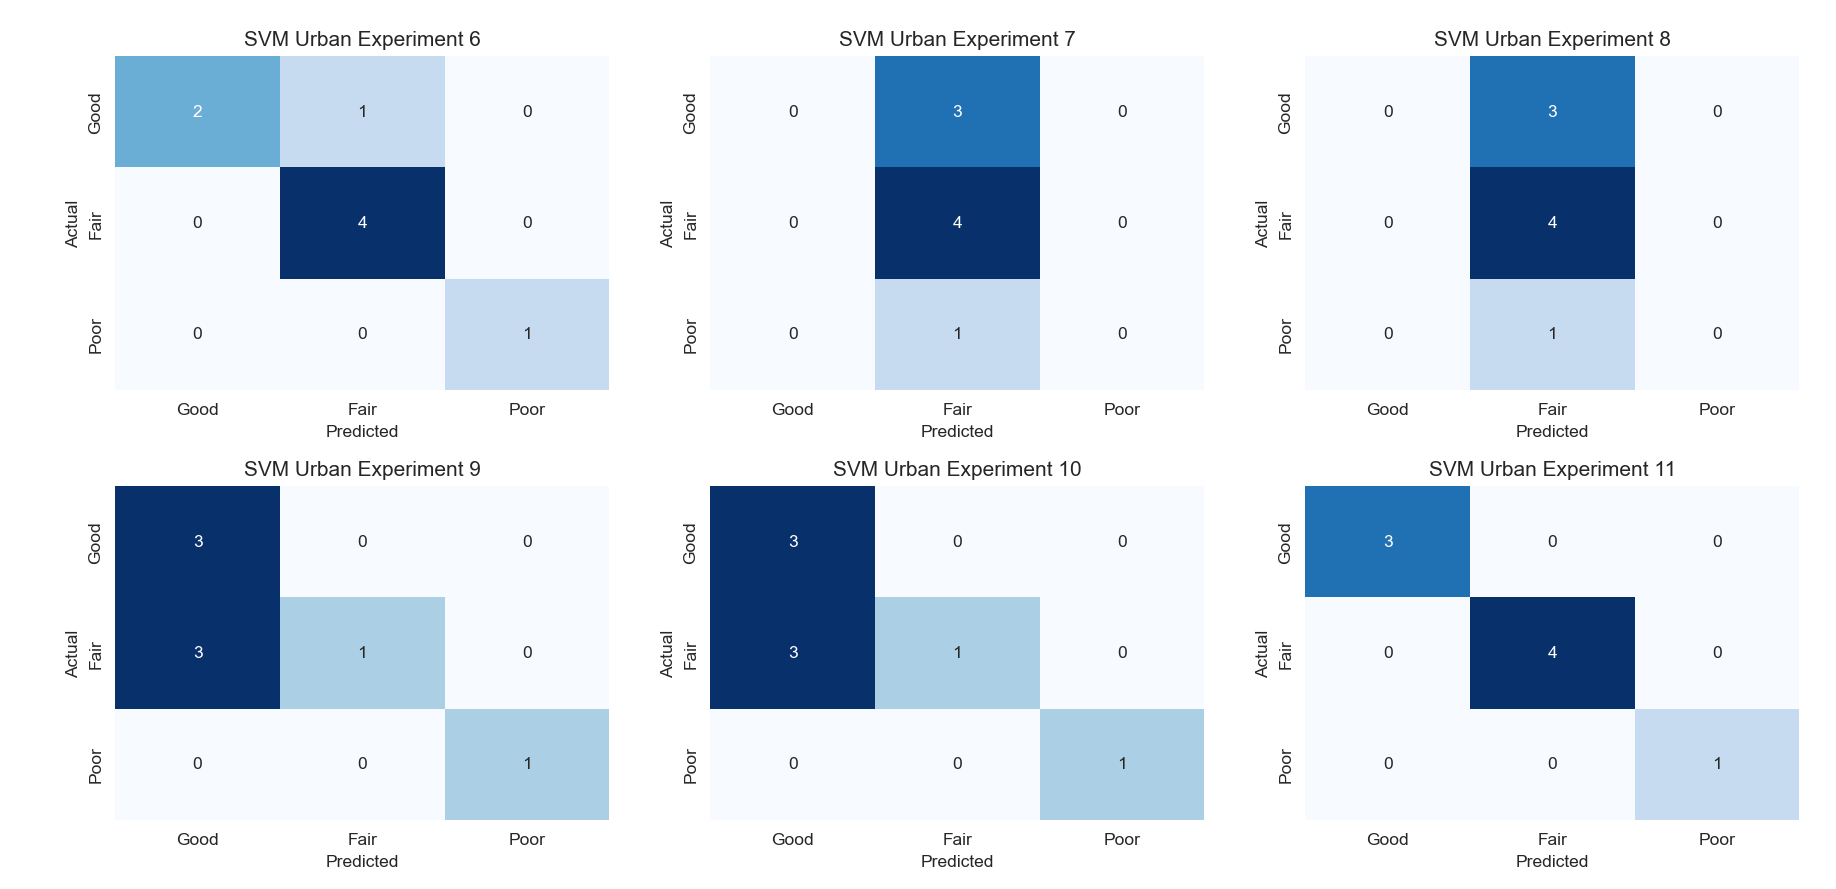 SVM Urban Experiment 6
Good 2 1 0
Actual
Fair 0 4 0
Poor 0 0 1
Good Fair Poor
Predicted
SVM Urban Experiment 7
Good 0 3 0
Actual
Fair 0 4 0
Poor 0 1 0
Good Fair Poor
Predicted
SVM Urban Experiment 8
Good 0 3 0
Actual
Fair 0 4 0
Poor 0 1 0
Good Fair Poor
Predicted
SVM Urban Experiment 9
Good 3 0 0
Actual
Fair 3 1 0
Poor 0 0 1
Good Fair Poor
Predicted
SVM Urban Experiment 10
Good 3 0 0
Actual
Fair 3 1 0
Poor 0 0 1
Good Fair Poor
Predicted
SVM Urban Experiment 11
Good 3 0 0
Actual
Fair 0 4 0
Poor 0 0 1
Good Fair Poor
Predicted